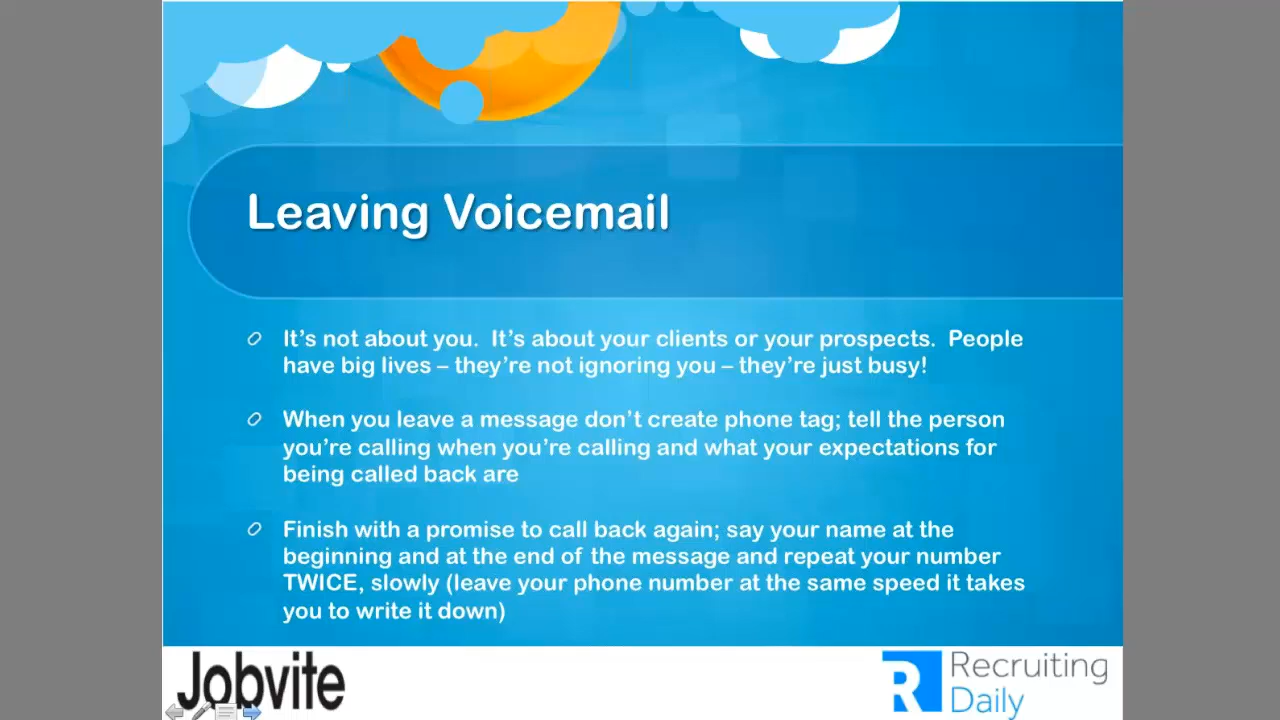 Leaving Voicemail
It's not about you.  It's about your clients or your prospects.  People
have big lives – they're not ignoring you – they're just busy!
When you leave a message don't create phone tag; tell the person
you're calling when you're calling and what your expectations for
being called back are
Finish with a promise to call back again; say your name at the
beginning and at the end of the message and repeat your number
TWICE, slowly (leave your phone number at the same speed it takes
you to write it down)
Jobvite
R Recruiting
Daily